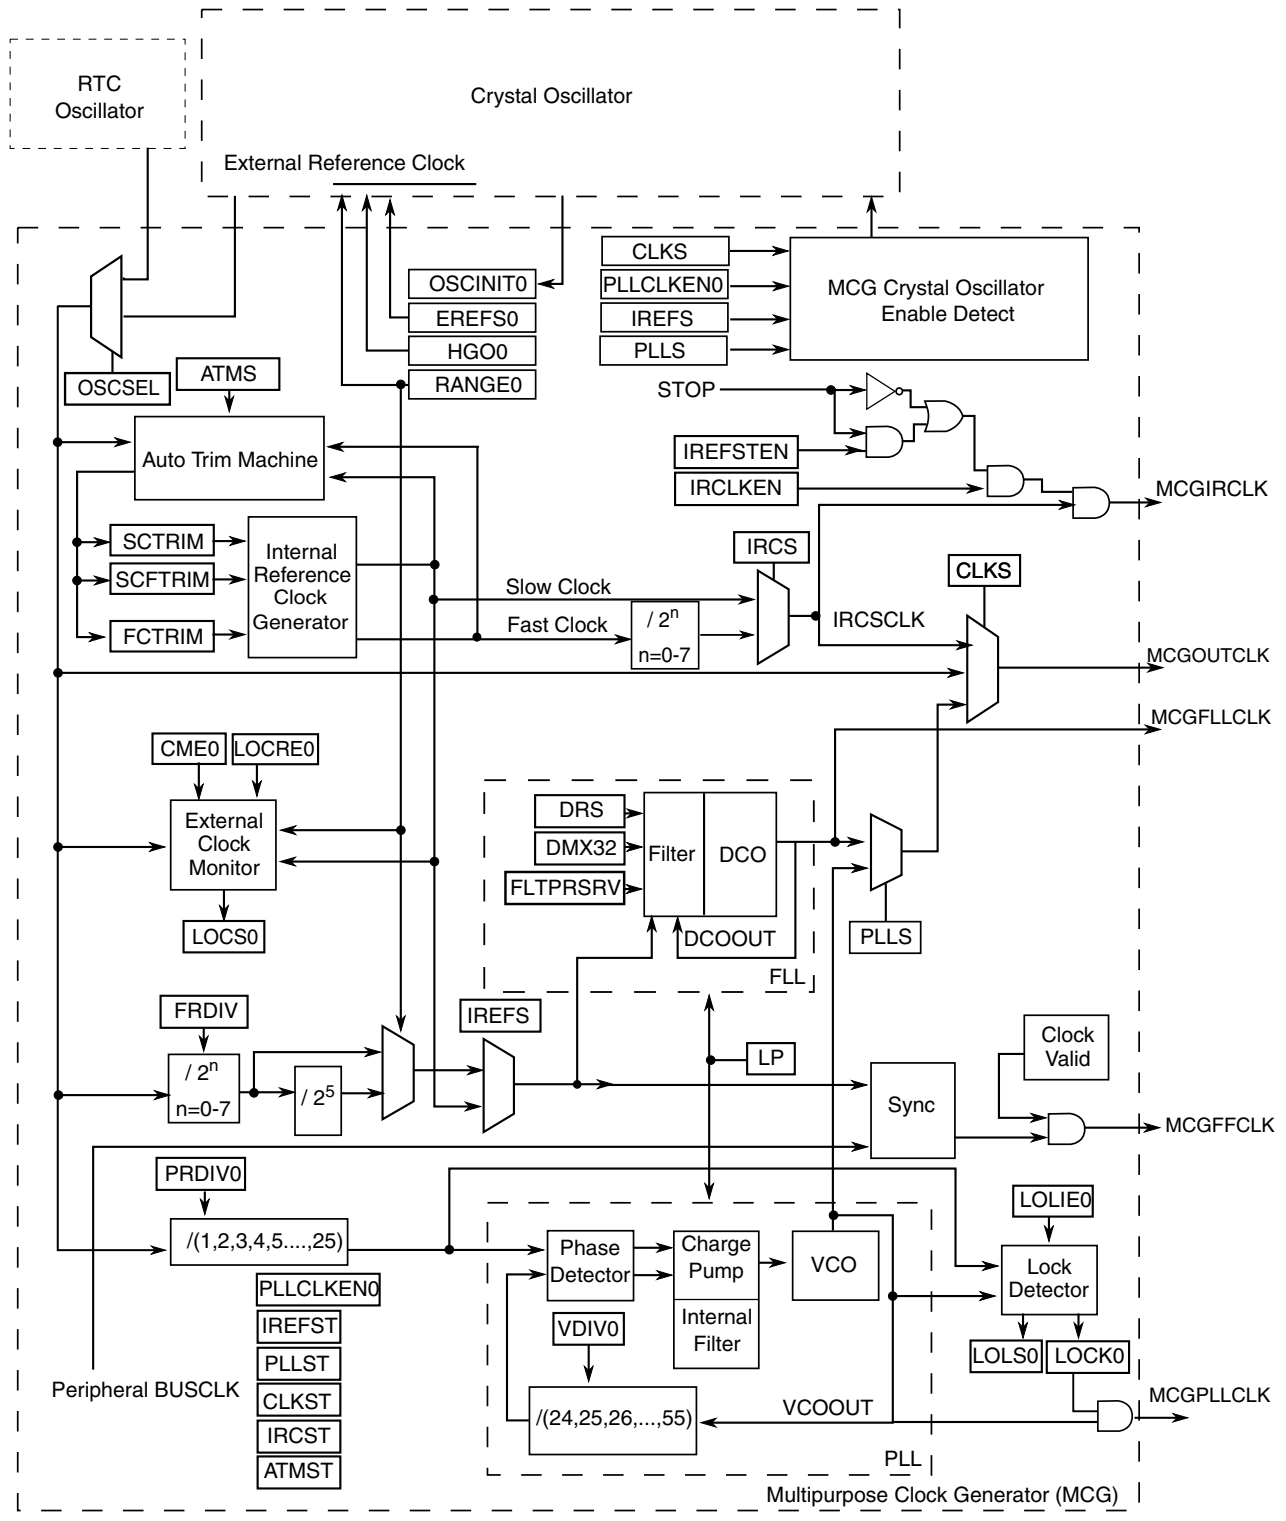 RTC
Oscillator
Crystal Oscillator
External Reference Clock
OSCINIT0
EREFS0
HGO0
RANGE0
CLKS
PLLCLKEN0
IREFS
PLLS
MCG Crystal Oscillator
Enable Detect
OSCSEL
ATMS
Auto Trim Machine
STOP
IREFSTEN
IRCLKEN
MCGIRCLK
SCTRIM
SCFTRIM
FCTRIM
Internal
Reference
Clock
Generator
Slow Clock
Fast Clock
/ 2n
n=0-7
IRCS
IRCSCLK
CLKS
MCGOUTCLK
MCGFLLCLK
CME0
LOCRE0
External
Clock
Monitor
LOCS0
DRS
DMX32
FLTPRSRV
Filter
DCO
DCOOUT
FLL
PLLS
FRDIV
/ 2n
n=0-7
/ 25
IREFS
LP
Clock
Valid
Sync
MCGFFCLK
PRDIV0
/(1,2,3,4,5....,25)
PLLCLKEN0
IREFST
PLLST
CLKST
IRCST
ATMST
Peripheral BUSCLK
Phase
Detector
Charge
Pump
Internal
Filter
VCO
VDIV0
/(24,25,26,...,55)
VCOOUT
PLL
LOLIE0
Lock
Detector
LOLS0
LOCK0
MCGPLLCLK
Multipurpose Clock Generator (MCG)